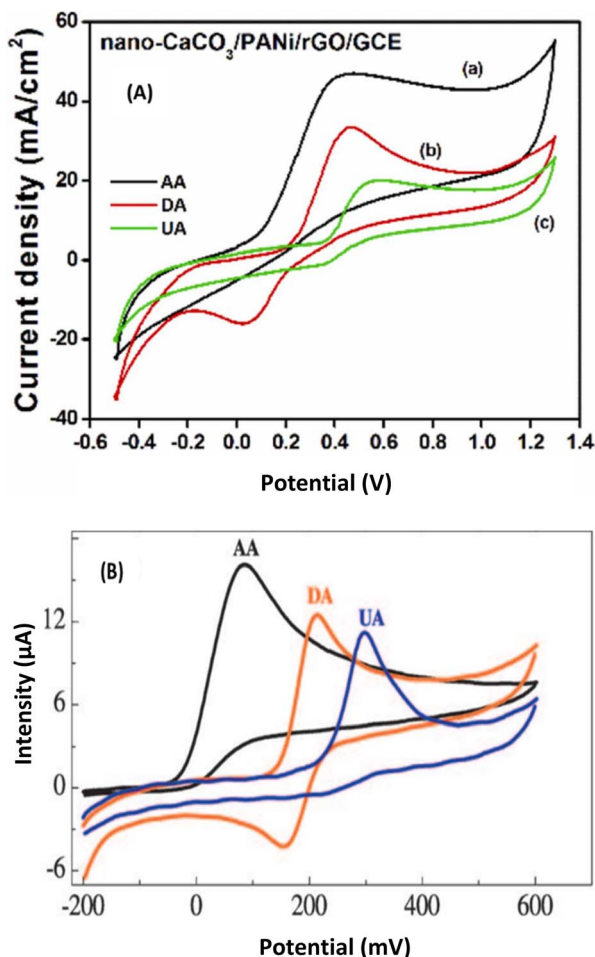 nano-CaCO₃/PANi/rGO/GCE
(A)
(a)
(b)
(c)
AA
DA
UA
Current density (mA/cm²)
60
40
20
0
-20
-40
-0.6 -0.4 -0.2 0.0 0.2 0.4 0.6 0.8 1.0 1.2 1.4
Potential (V)
(B)
AA
DA
UA
Intensity (µA)
12
6
0
-6
-200 0 200 400 600
Potential (mV)